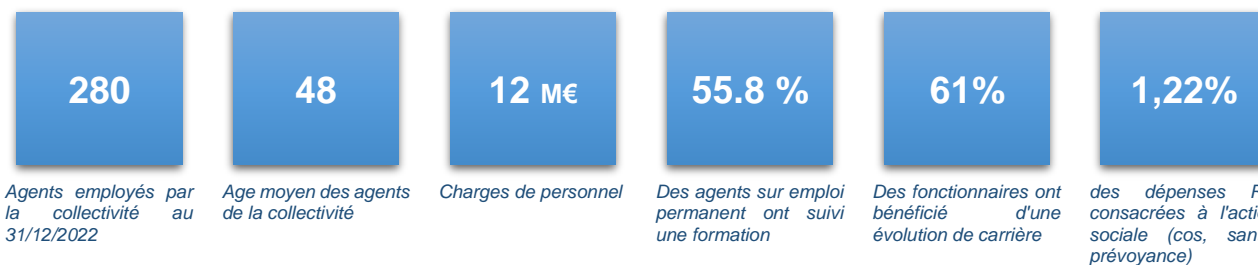 280
48
12 M€
55.8 %
61%
1,22%
Agents employés par
la collectivité au
31/12/2022
Age moyen des agents
de la collectivité
Charges de personnel
Des agents sur emploi
permanent ont suivi
une formation
Des fonctionnaires ont
bénéficié d'une
évolution de carrière
des dépenses
consacrées à
sociale (cos,
prévoyance)